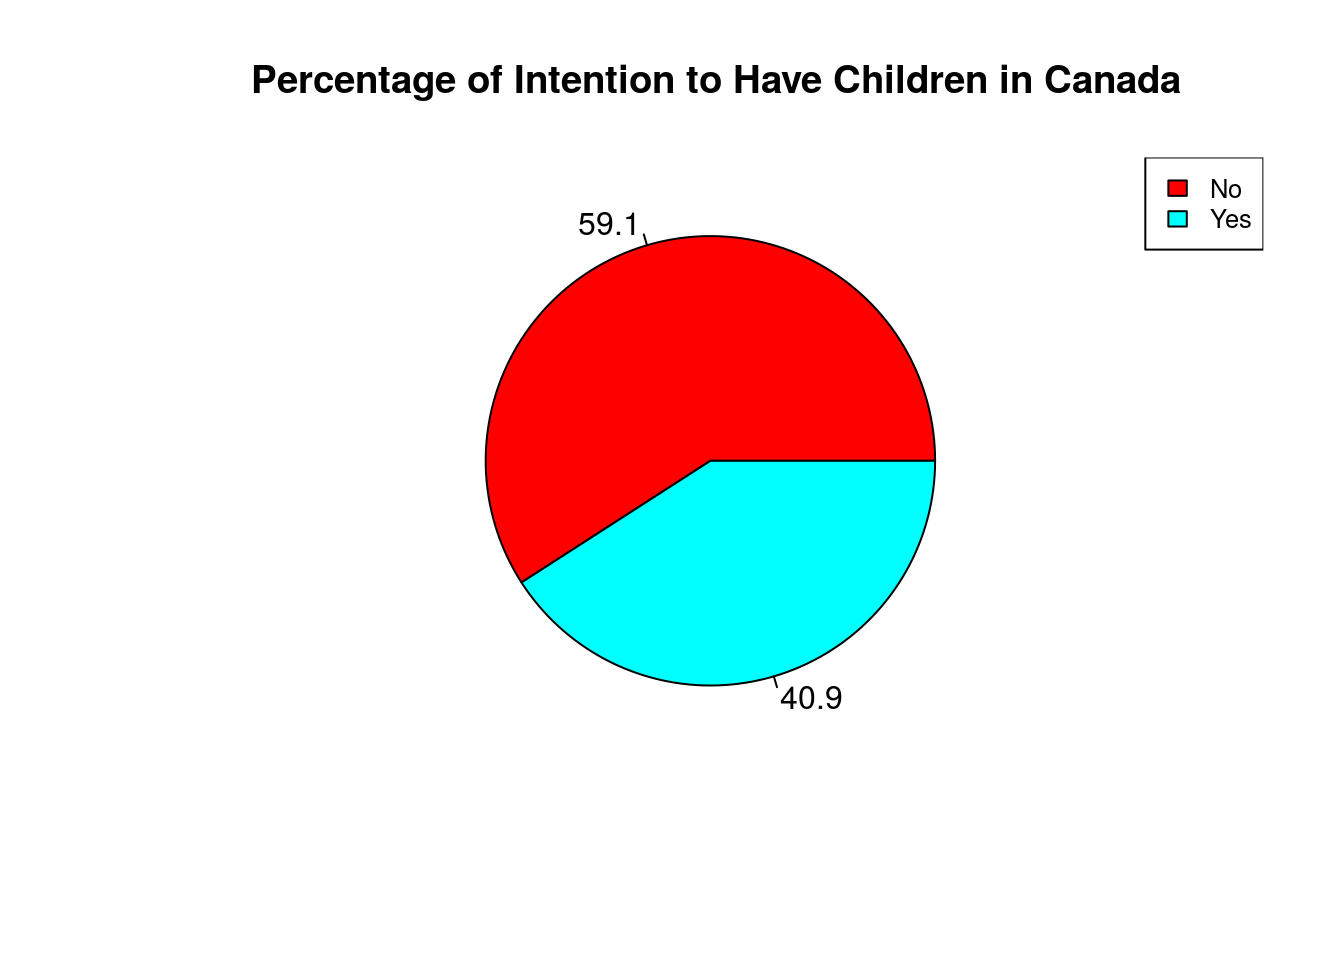 Percentage of Intention to Have Children in Canada
No
Yes
59.1
40.9